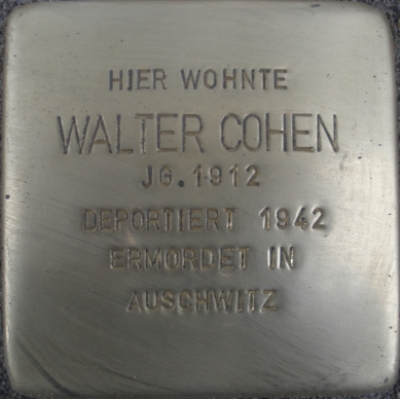 HIER WOHNTE
WALTER COHEN
JG. 1912
DEPORTIERT 1942
ERMORDET IN
AUSCHWITZ